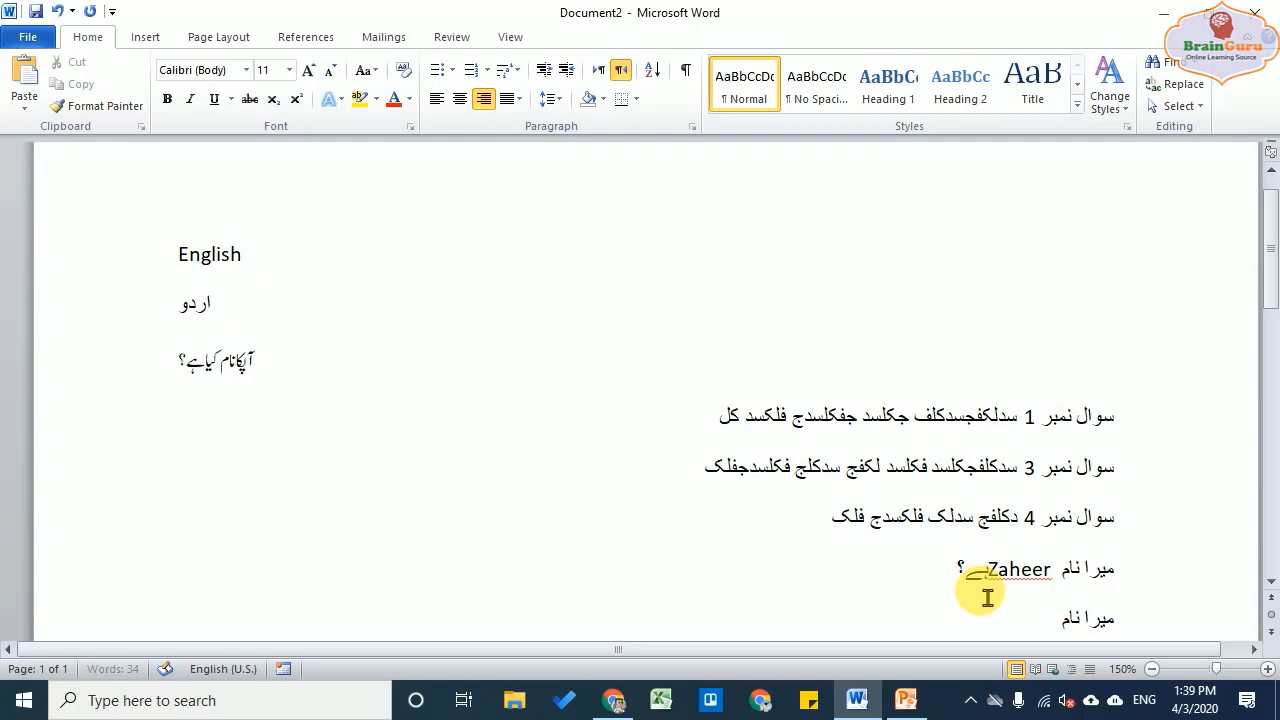 Document2 - Microsoft Word
File Home Insert Page Layout References Mailings Review View
BrainGuru
Online Learning Source
Paste
Cut
Copy
Format Painter
Clipboard
Calibri (Body) 11
Font
Paragraph
AaBbCcDc AaBbCcDc AaBbC AaBbCc AaB
¶ Normal ¶ No Spaci... Heading 1 Heading 2 Title
Change Styles
Styles
Find
Replace
Select
Editing
English
اردو
آپکانام کیاہے؟
سوال نمبر 1 سدلکفجسدکلف جکلسد جفکلسدج فلکسد کل
سوال نمبر 3 سدکلفجکلسد فکلسد لکفج سدکلج فکلسدجفلک
سوال نمبر 4 دکلفج سدلک فلکسدج فلک
میرا نام Zaheerہے؟
میرا نام
Page: 1 of 1 Words: 34 English (U.S.) 150%
Type here to search
ENG
1:39 PM
4/3/2020